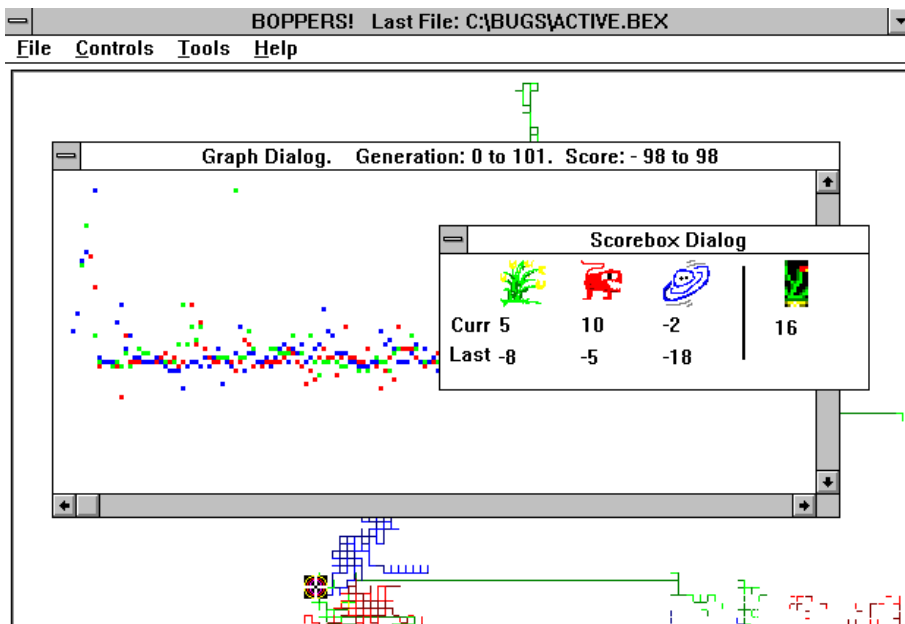 BOPPERS! Last File: C:\BUGS\ACTIVE.BEX
File Controls Tools Help
Graph Dialog. Generation: 0 to 101. Score: - 98 to 98
Scorebox Dialog
Curr 5 10 -2 16
Last -8 -5 -18